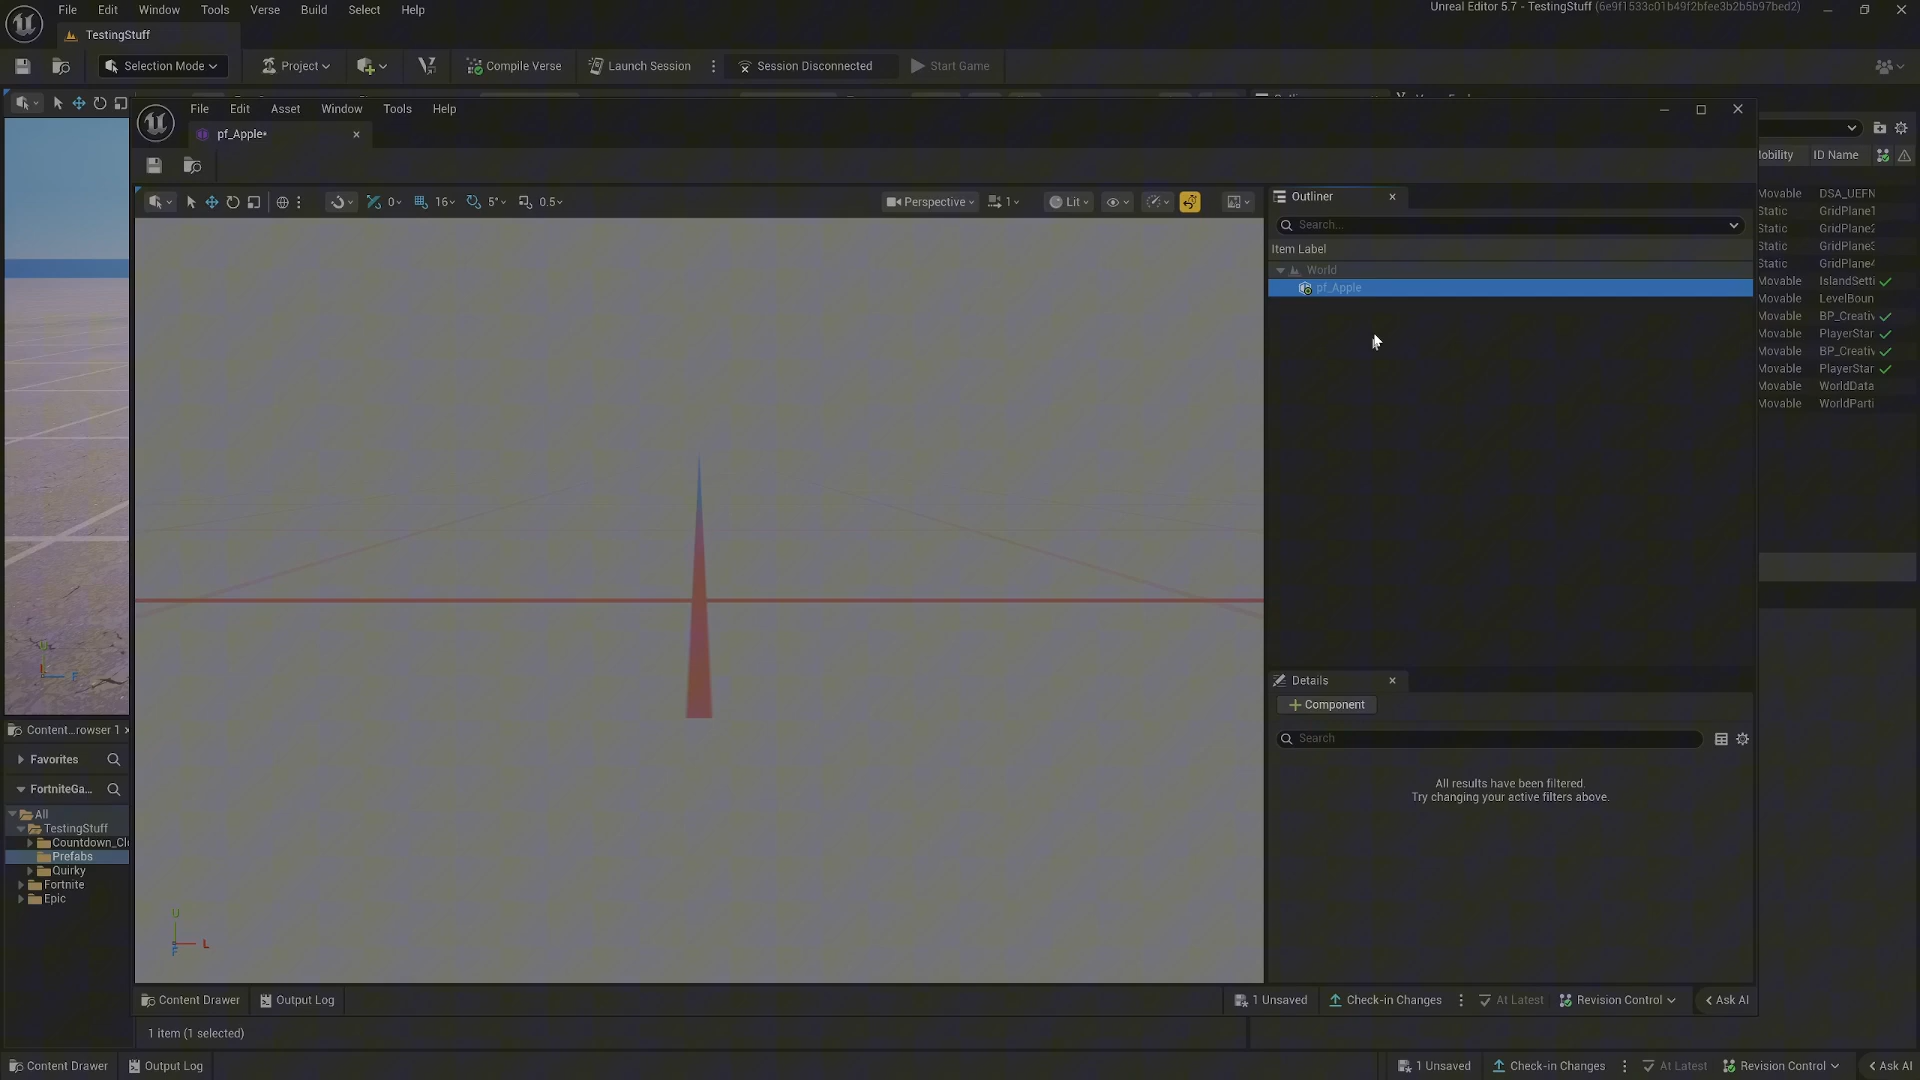 File Edit Window Tools Verse Build Select Help
Unreal Editor 5.7 - TestingStuff (6e9f1533c01b49f2bfee3b2b5b97bed2)
TestingStuff
Selection Mode
Project
Compile Verse
Launch Session
Session Disconnected
Start Game
File Edit Asset Window Tools Help
pf_Apple*
0
16
5°
0.5
Perspective
1
Lit
Outliner
Search...
Item Label
World
pf_Apple
Mobility ID Name
Movable DSA_UEFN
Static GridPlane1
Static GridPlane2
Static GridPlane3
Static GridPlane4
Movable IslandSetti
Movable LevelBoun
Movable BP_Creativ
Movable PlayerStar
Movable BP_Creativ
Movable PlayerStar
Movable WorldData
Movable WorldParti
Details
Component
Search
All results have been filtered.
Try changing your active filters above.
Content...rowser 1
Favorites
FortniteGa...
All
TestingStuff
Countdown_Cl
Prefabs
Quirky
Fortnite
Epic
U
L
F
Content Drawer Output Log
1 Unsaved Check-in Changes At Latest Revision Control Ask AI
1 item (1 selected)
Content Drawer Output Log
1 Unsaved Check-in Changes At Latest Revision Control Ask AI